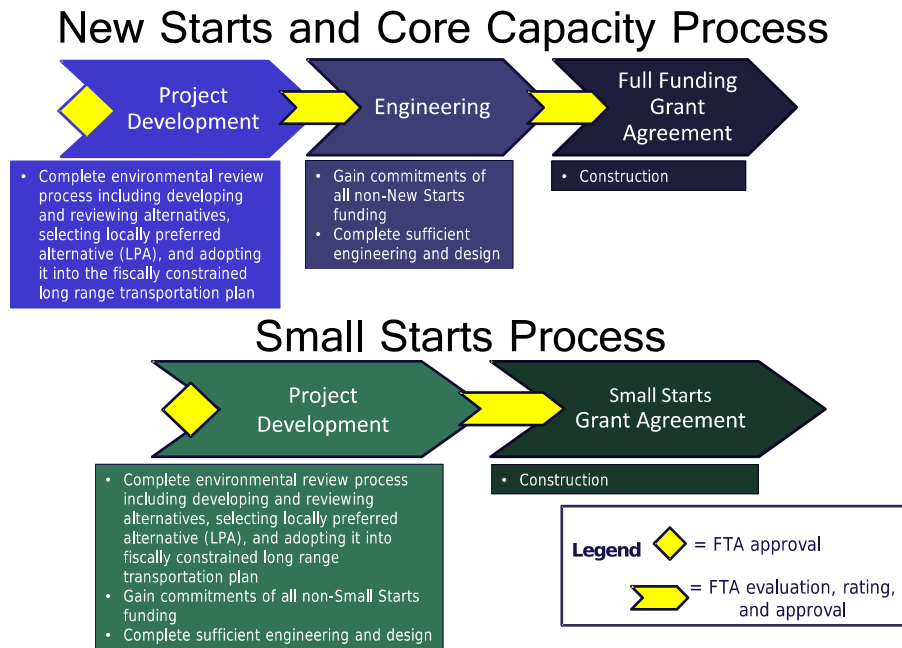 New Starts and Core Capacity Process
Project
Development
Engineering
Full Funding
Grant
Agreement
• Complete environmental review
process including developing
and reviewing alternatives,
selecting locally preferred
alternative (LPA), and adopting
it into the fiscally constrained
long range transportation plan
• Gain commitments of
all non-New Starts
funding
• Complete sufficient
engineering and design
• Construction
Small Starts Process
Project
Development
Small Starts
Grant Agreement
• Complete environmental review process
including developing and reviewing
alternatives, selecting locally preferred
alternative (LPA), and adopting it into
fiscally constrained long range
transportation plan
• Gain commitments of all non-Small Starts
funding
• Complete sufficient engineering and design
• Construction
Legend
= FTA approval
= FTA evaluation, rating,
and approval